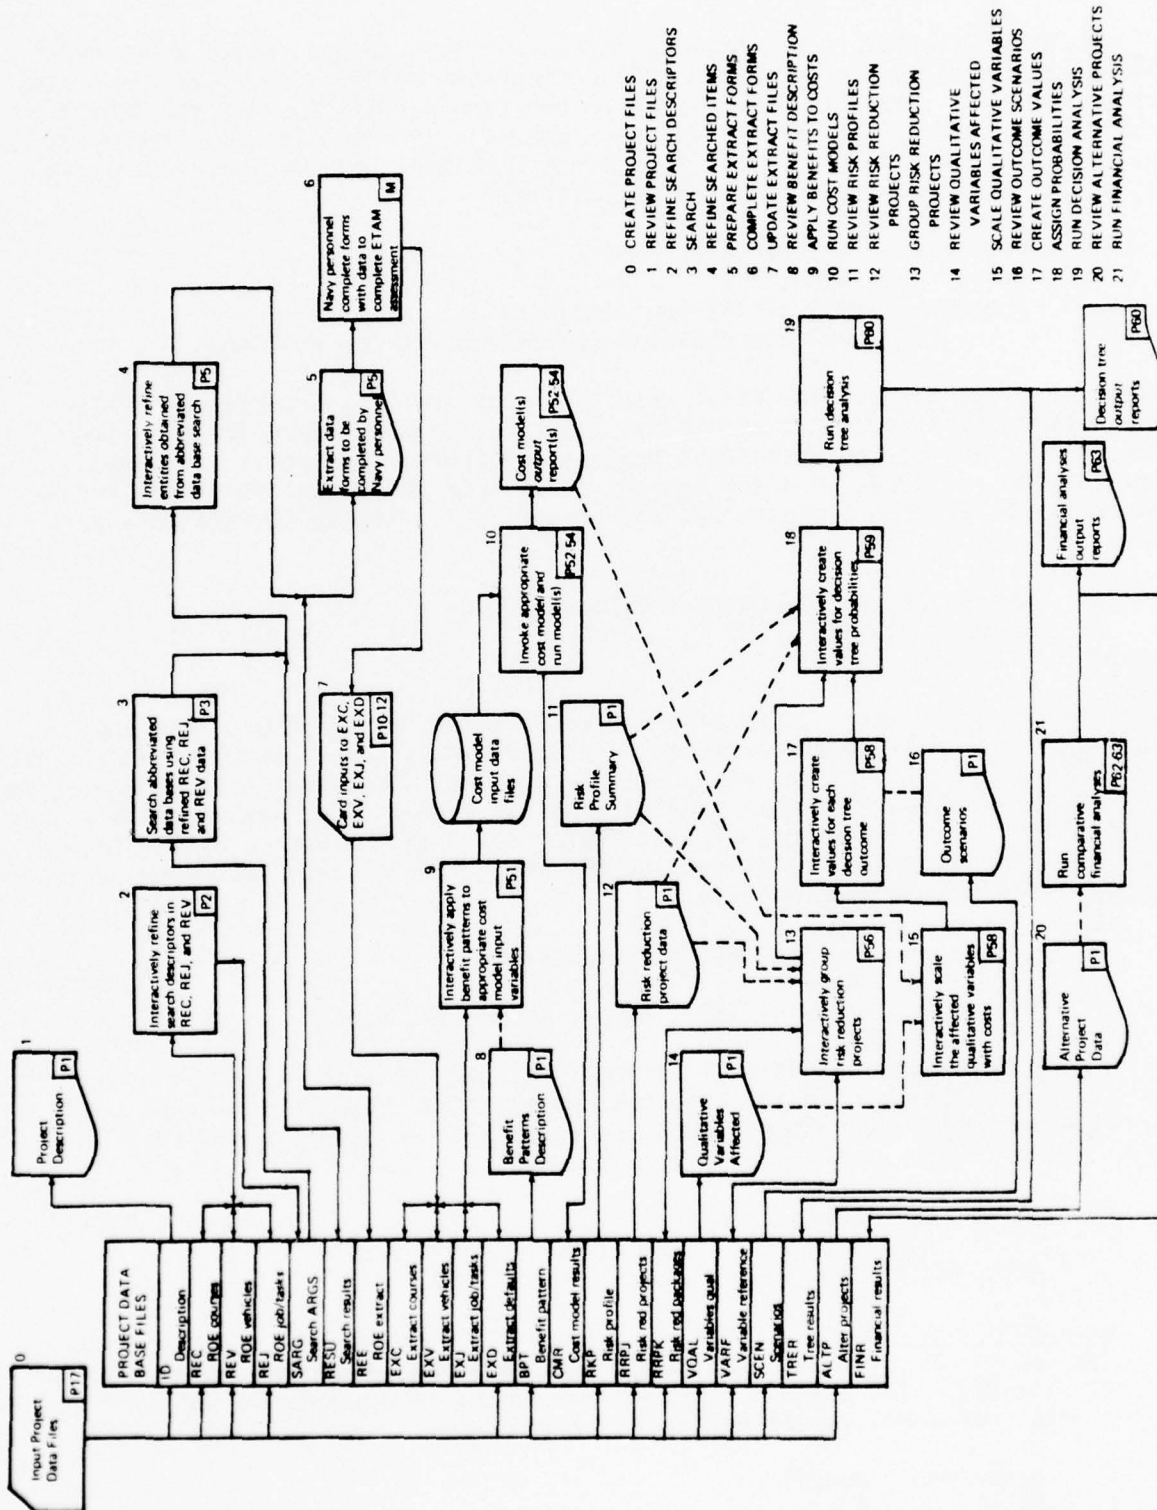 0
Input Project
Data Files
P17
PROJECT DATA
BASE FILES
ID
Description
REC
ROE courses
REV
ROE vehicles
REJ
ROE job/tasks
SARG
Search ARGS
RESU
Search results
REE
ROE extract
EXC
Extract courses
EXV
Extract vehicles
EXJ
Extract job/tasks
EXD
Extract defaults
BPT
Benefit pattern
CMR
Cost model results
RKP
Risk profile
RRPJ
Risk red projects
RRPK
Risk red packages
VQAL
Variables qual
VARF
Variable reference
SCEN
Scenarios
TRER
Tree results
ALTP
Alter projects
FINR
Financial results
1
Project
Description
P1
2
Interactively refine
search descriptors in
REC, REJ, and REV
P2
3
Search abbreviated
data bases using
refined REC, REJ,
and REV data
P3
4
Interactively refine
entities obtained
from abbreviated
data base search
P5
5
Extract data
forms to be
completed by
Navy personnel
P5
6
Navy personnel
complete forms
with data to
complete ETAM
assessment
M
7
Card inputs to EXC,
EXV, EXJ, and EXD
P10-12
8
Benefit
Patterns
Description
P1
9
Interactively apply
benefit patterns to
appropriate cost
model input
variables
P51
Cost model
input data
files
10
Invoke appropriate
cost model and
run model(s)
P52-54
Cost model(s)
output
report(s)
P52-54
11
Risk
Profile
Summary
P1
12
Risk reduction
project data
P1
13
Interactively group
risk reduction
projects
P56
14
Qualitative
Variables
Affected
P1
15
Interactively scale
the affected
qualitative variables
with costs
P58
16
Outcome
scenarios
P1
17
Interactively create
values for each
decision tree
outcome
P58
18
Interactively create
values for decision
tree probabilities
P59
19
Run decision
tree analysis
P60
Decision tree
output
reports
P60
20
Alternative
Project
Data
P1
21
Run
comparative
financial analyses
P62-63
Financial analyses
output
reports
P63
0 CREATE PROJECT FILES
1 REVIEW PROJECT FILES
2 REFINE SEARCH DESCRIPTORS
3 SEARCH
4 REFINE SEARCHED ITEMS
5 PREPARE EXTRACT FORMS
6 COMPLETE EXTRACT FORMS
7 UPDATE EXTRACT FILES
8 REVIEW BENEFIT DESCRIPTION
9 APPLY BENEFITS TO COSTS
10 RUN COST MODELS
11 REVIEW RISK PROFILES
12 REVIEW RISK REDUCTION
PROJECTS
13 GROUP RISK REDUCTION
PROJECTS
14 REVIEW QUALITATIVE
VARIABLES AFFECTED
15 SCALE QUALITATIVE VARIABLES
16 REVIEW OUTCOME SCENARIOS
17 CREATE OUTCOME VALUES
18 ASSIGN PROBABILITIES
19 RUN DECISION ANALYSIS
20 REVIEW ALTERNATIVE PROJECTS
21 RUN FINANCIAL ANALYSIS